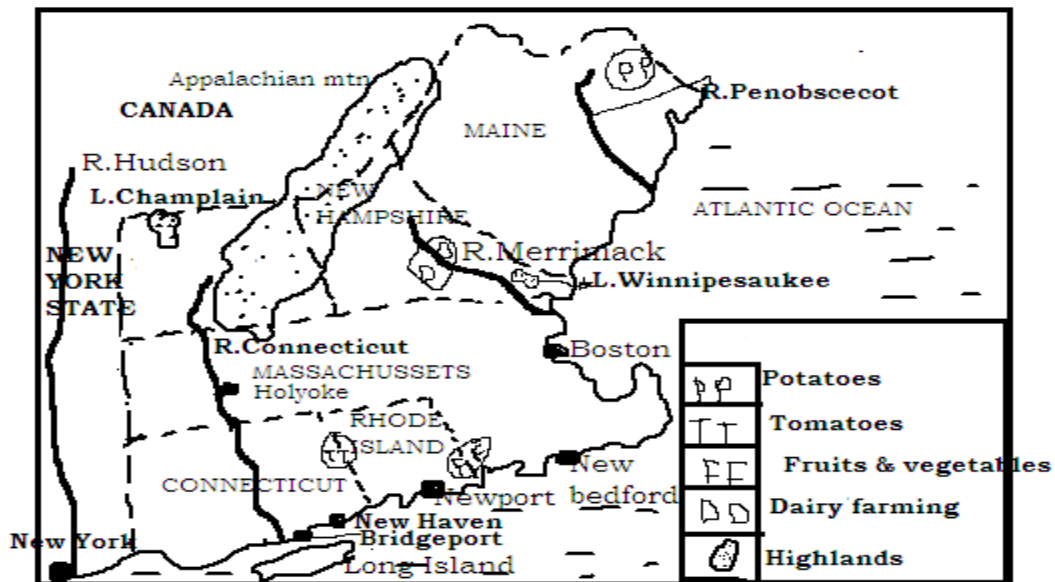 Appalachian mtn
CANADA
R.Penobscecot
MAINE
R.Hudson
L.Champlain
NEW
HAMPSHIRE
ATLANTIC OCEAN
NEW
YORK
STATE
R.Merrimack
L.Winnipesaukee
R.Connecticut
Boston
MASSACHUSSETS
Holyoke
RHODE
ISLAND
CONNECTICUT
New
bedford
Newport
New Haven
Bridgeport
New York
Long Island
Potatoes
Tomatoes
Fruits & vegetables
Dairy farming
Highlands